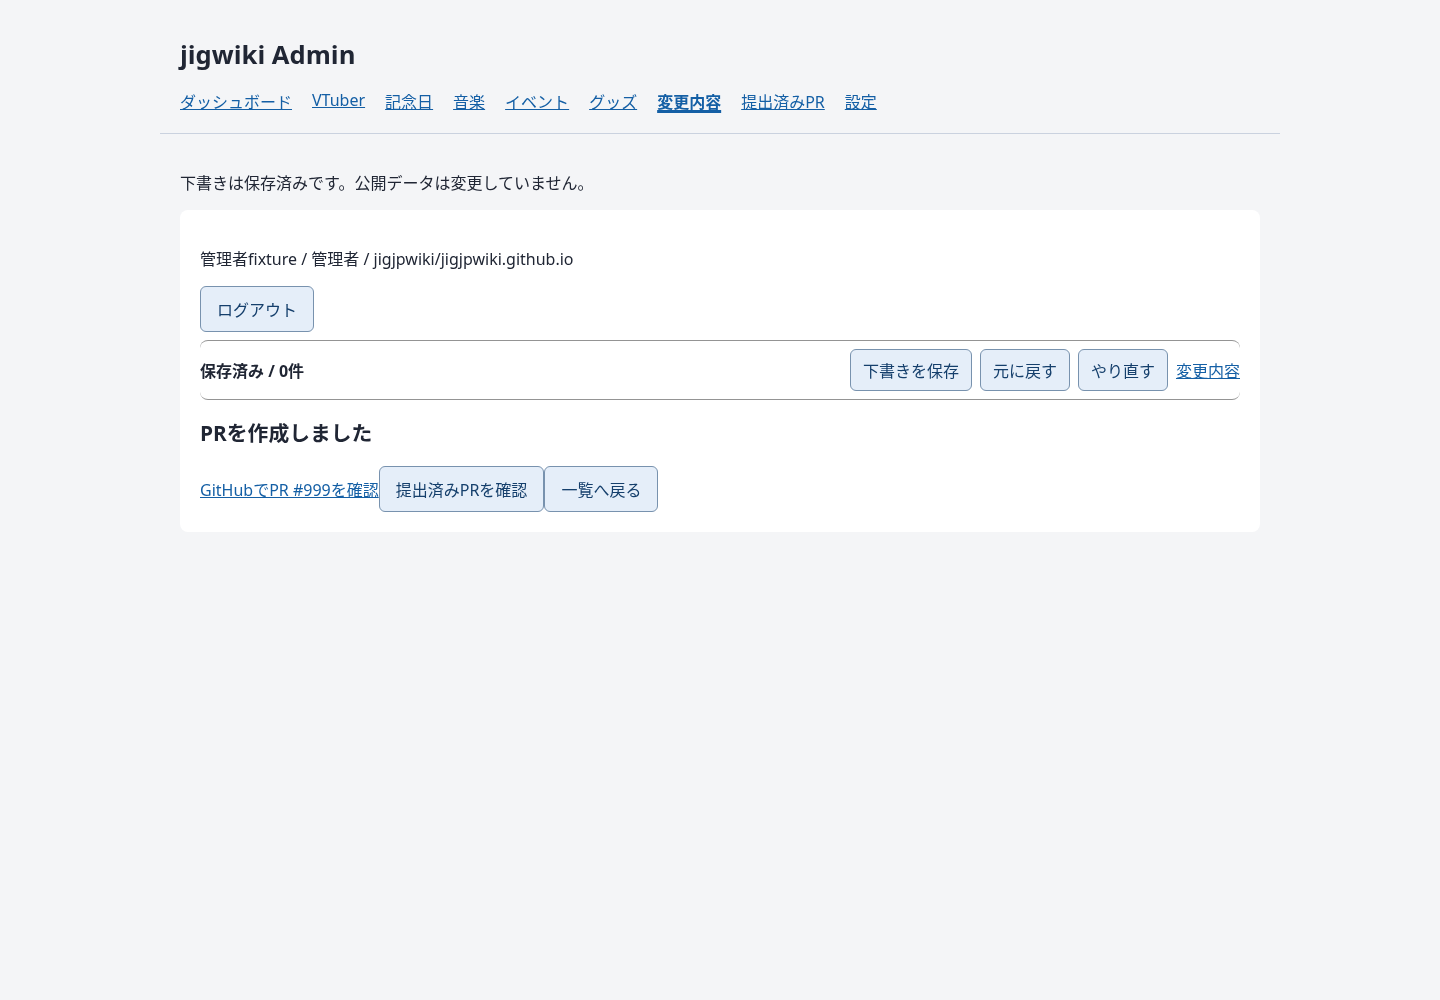 jigwiki Admin
ダッシュボード VTuber 記念日 音楽 イベント グッズ 変更内容 提出済みPR 設定
下書きは保存済みです。公開データは変更していません。
管理者fixture / 管理者 / jigjpwiki/jigjpwiki.github.io
ログアウト
保存済み / 0件 下書きを保存 元に戻す やり直す 変更内容
PRを作成しました
GitHubでPR #999を確認 提出済みPRを確認 一覧へ戻る